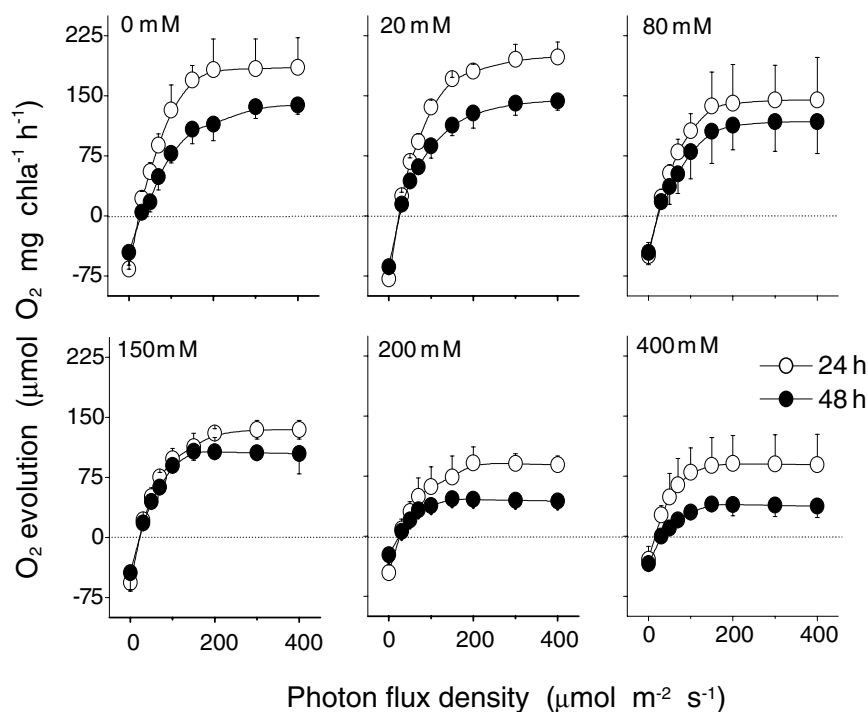 0 mM
20 mM
80 mM
225
150
75
0
-75
150 mM
200 mM
400 mM
24 h
48 h
225
150
75
0
-75
0 200 400
0 200 400
0 200 400
O₂ evolution (μmol O₂ mg chla⁻¹ h⁻¹)
Photon flux density (μmol m⁻² s⁻¹)